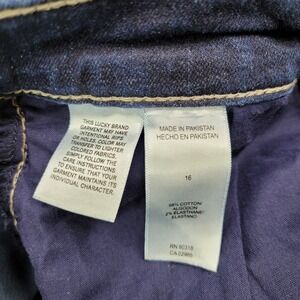 THIS LUCKY BRAND
GARMENT MAY HAVE
INTENTIONAL RIPS
OR HOLES. COLOR MAY
TRANSFER TO LIGHTER
COLORED FABRICS.
SIMPLY FOLLOW THE
CARE INSTRUCTIONS
TO ENSURE THAT YOUR
GARMENT MAINTAINS ITS
INDIVIDUAL CHARACTER.
MADE IN PAKISTAN
HECHO EN PAKISTAN
16
98% COTTON
ALGODON
2% ELASTHANE
ELASTANO
RN 80318
CA 02985